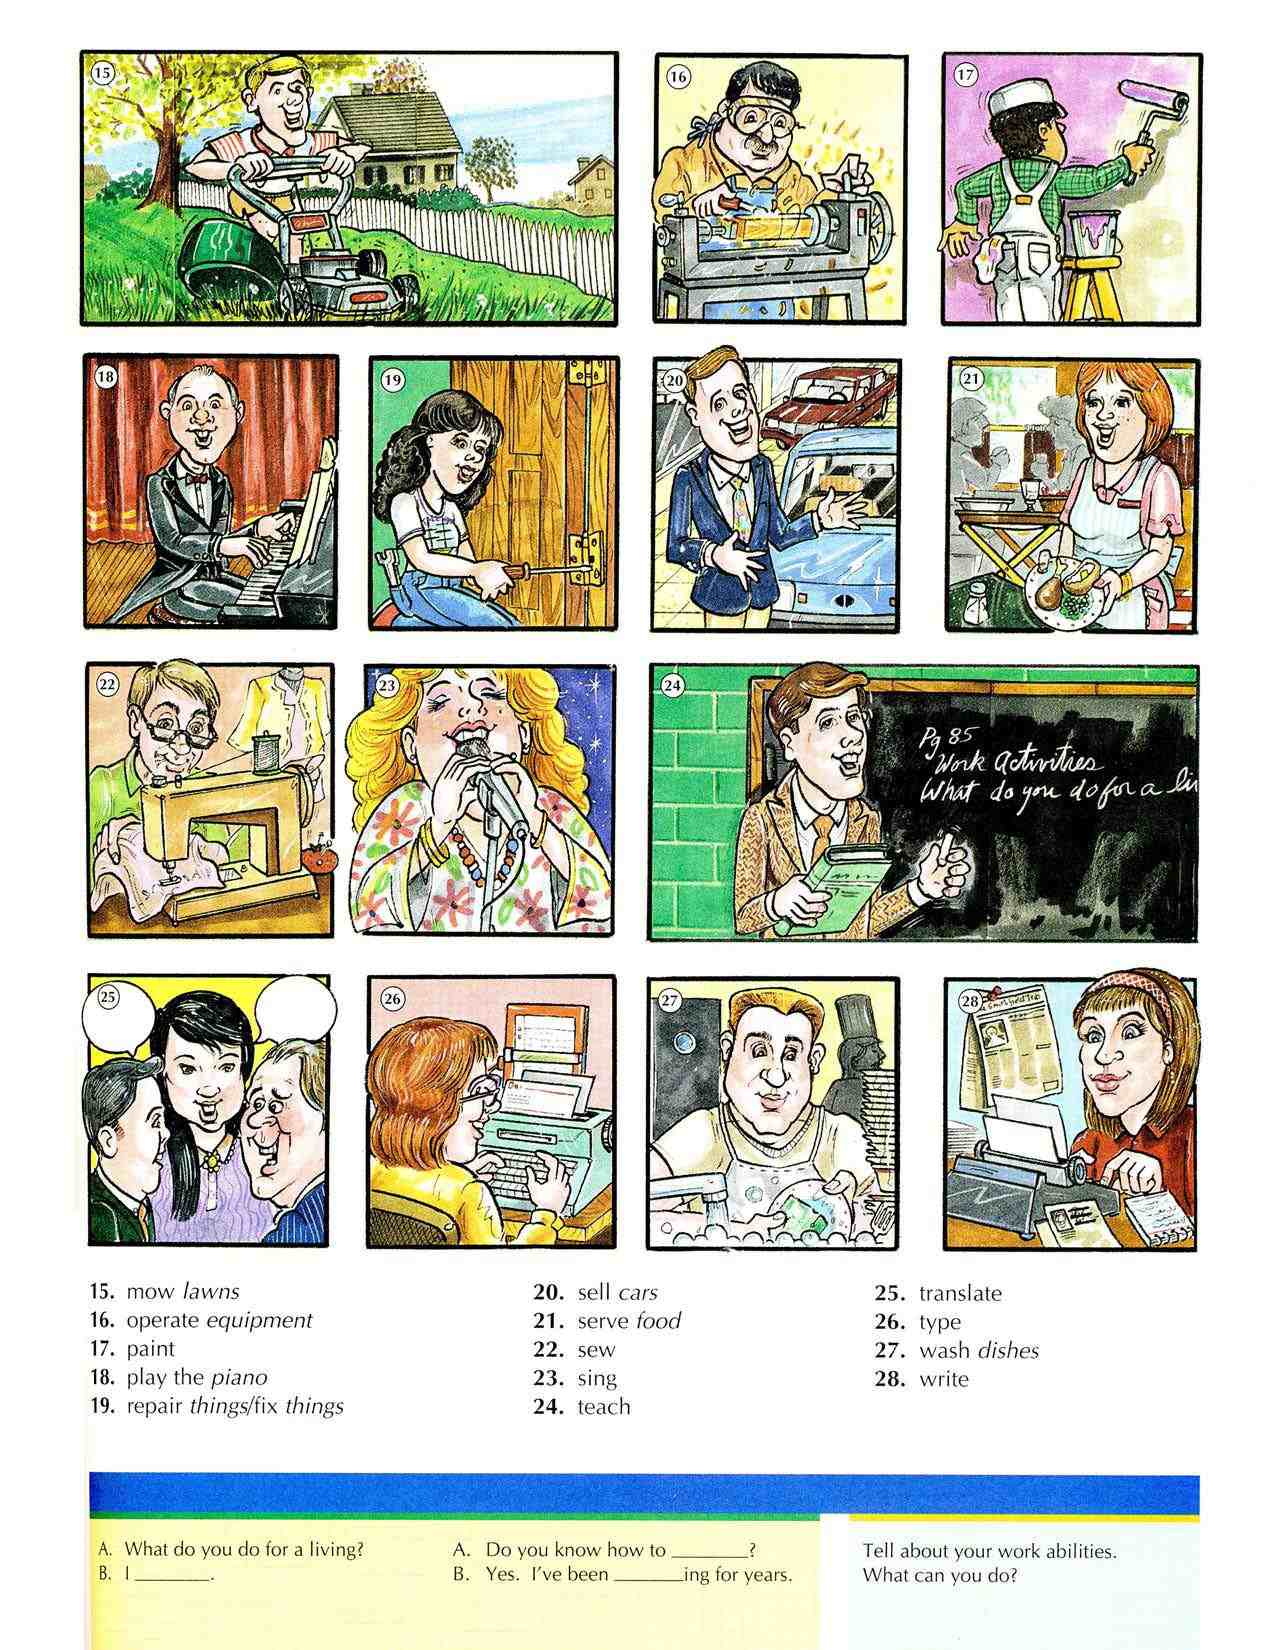 15
16
17
18
19
20
21
22
23
24
Pg 85
Work Activities
What do you do for a liv
25
26
27
28
15. mow lawns
16. operate equipment
17. paint
18. play the piano
19. repair things/fix things
20. sell cars
21. serve food
22. sew
23. sing
24. teach
25. translate
26. type
27. wash dishes
28. write
A. What do you do for a living?
B. I ________.
A. Do you know how to ________?
B. Yes. I've been _______ing for years.
Tell about your work abilities.
What can you do?